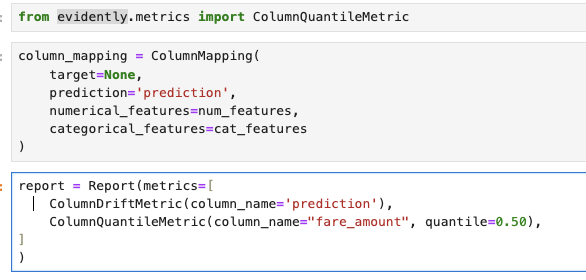 from evidently.metrics import ColumnQuantileMetric
column_mapping = ColumnMapping(
    target=None,
    prediction='prediction',
    numerical_features=num_features,
    categorical_features=cat_features
)
report = Report(metrics=[
    ColumnDriftMetric(column_name='prediction'),
    ColumnQuantileMetric(column_name="fare_amount", quantile=0.50),
]
)